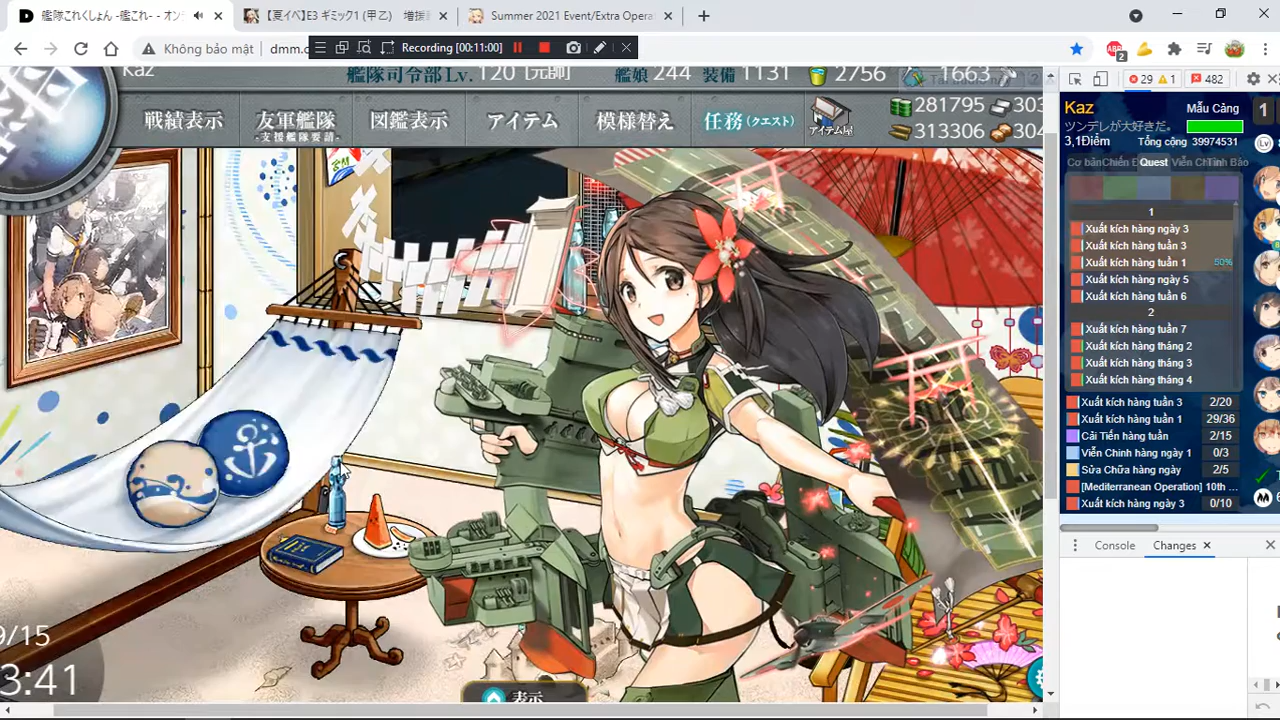 艦隊これくしょん -艦これ- - オン
【夏イベ】E3 ギミック1 (甲乙)
Summer 2021 Event/Extra Opera
Không bảo mật
dmm.c
Recording [00:11:00]
Kaz
艦隊司令部Lv. 120 [元帥]
艦娘 244
装備 1131
2756
1663
戦績表示
友軍艦隊
-支援艦隊要請-
図鑑表示
アイテム
模様替え
任務(クエスト)
アイテム屋
281795
303
313306
304
表示
9/15
3:41
29
1
482
2
Kaz
Mẫu Cảng
1
ツンデレが大好きだ。
3,1Điểm
Tổng cộng 39974531
Lv
Quest
1
Xuất kích hàng ngày 3
Xuất kích hàng tuần 3
Xuất kích hàng tuần 1 50%
Xuất kích hàng ngày 5
Xuất kích hàng tuần 6
2
Xuất kích hàng tuần 7
Xuất kích hàng tháng 2
Xuất kích hàng tháng 3
Xuất kích hàng tháng 4
Xuất kích hàng tuần 3 2/20
Xuất kích hàng tuần 1 29/36
Cải Tiến hàng tuần 2/15
Viễn Chinh hàng ngày 1 0/3
Sửa Chữa hàng ngày 2/5
[Mediterranean Operation] 10th ...
Xuất kích hàng ngày 3 0/10
Console
Changes